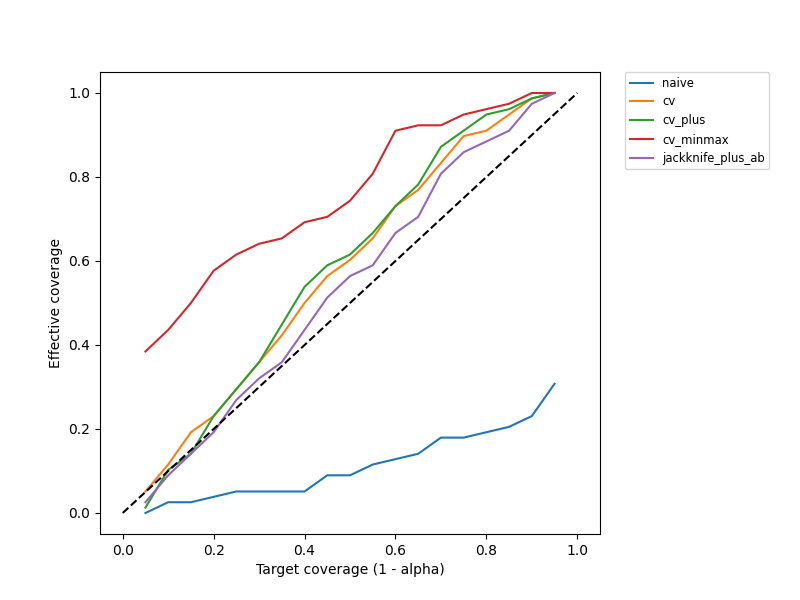 naive
cv
cv_plus
cv_minmax
jackknife_plus_ab
1.0
0.8
0.6
0.4
0.2
0.0
Effective coverage
0.0 0.2 0.4 0.6 0.8 1.0
Target coverage (1 - alpha)